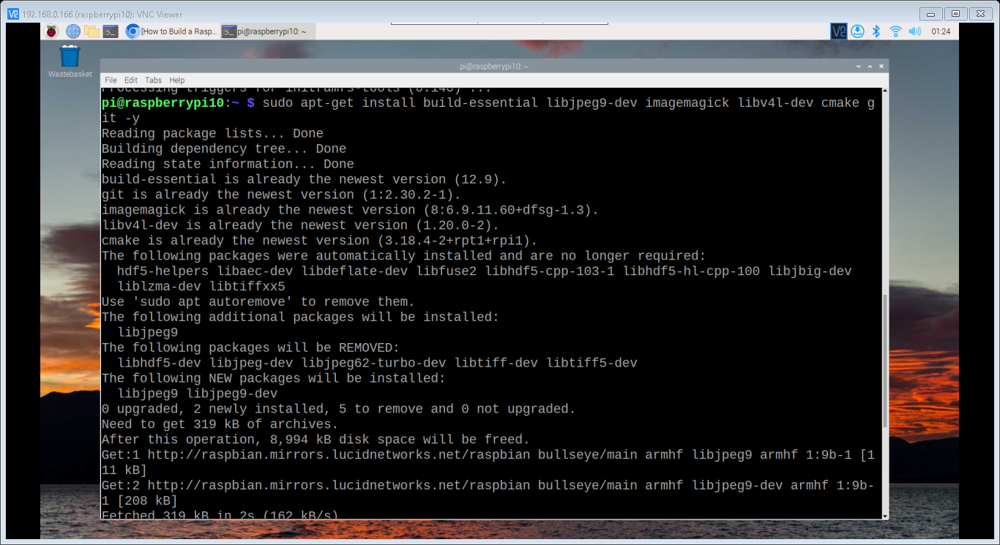 192.168.0.166 (raspberrypi10): VNC Viewer
[How to Build a Rasp... pi@raspberrypi10: ~ 01:24
Wastebasket
pi@raspberrypi10: ~
File Edit Tabs Help
Processing triggers for initramfs-tools (0.140) ...
pi@raspberrypi10:~ $ sudo apt-get install build-essential libjpeg9-dev imagemagick libv4l-dev cmake g
it -y
Reading package lists... Done
Building dependency tree... Done
Reading state information... Done
build-essential is already the newest version (12.9).
git is already the newest version (1:2.30.2-1).
imagemagick is already the newest version (8:6.9.11.60+dfsg-1.3).
libv4l-dev is already the newest version (1.20.0-2).
cmake is already the newest version (3.18.4-2+rpt1+rpi1).
The following packages were automatically installed and are no longer required:
hdf5-helpers libaec-dev libdeflate-dev libfuse2 libhdf5-cpp-103-1 libhdf5-hl-cpp-100 libjbig-dev
liblzma-dev libtiffxx5
Use 'sudo apt autoremove' to remove them.
The following additional packages will be installed:
libjpeg9
The following packages will be REMOVED:
libhdf5-dev libjpeg-dev libjpeg62-turbo-dev libtiff-dev libtiff5-dev
The following NEW packages will be installed:
libjpeg9 libjpeg9-dev
0 upgraded, 2 newly installed, 5 to remove and 0 not upgraded.
Need to get 319 kB of archives.
After this operation, 8,994 kB disk space will be freed.
Get:1 http://raspbian.mirrors.lucidnetworks.net/raspbian bullseye/main armhf libjpeg9 armhf 1:9b-1 [1
11 kB]
Get:2 http://raspbian.mirrors.lucidnetworks.net/raspbian bullseye/main armhf libjpeg9-dev armhf 1:9b-
1 [208 kB]
Fetched 319 kB in 2s (162 kB/s)